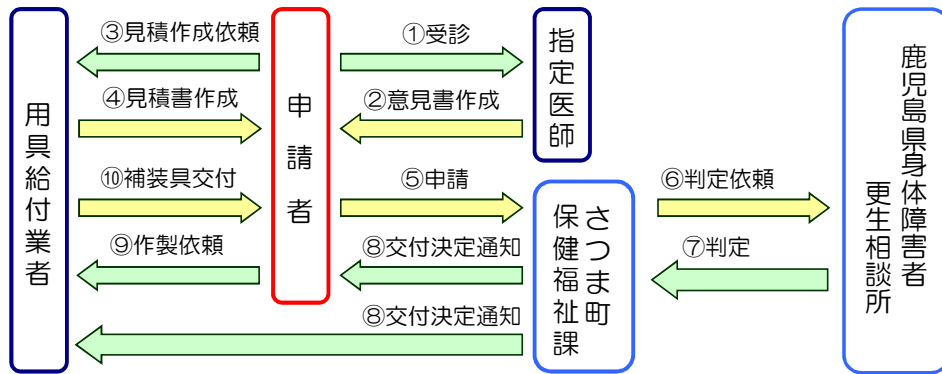 ③見積作成依頼
①受診
④見積書作成
②意見書作成
⑩補装具交付
⑤申請
⑥判定依頼
⑨作製依頼
⑧交付決定通知
⑦判定
⑧交付決定通知
用具給付業者
申請者
指定医師
さつま町
保健福祉課
鹿児島県身体障害者
更生相談所